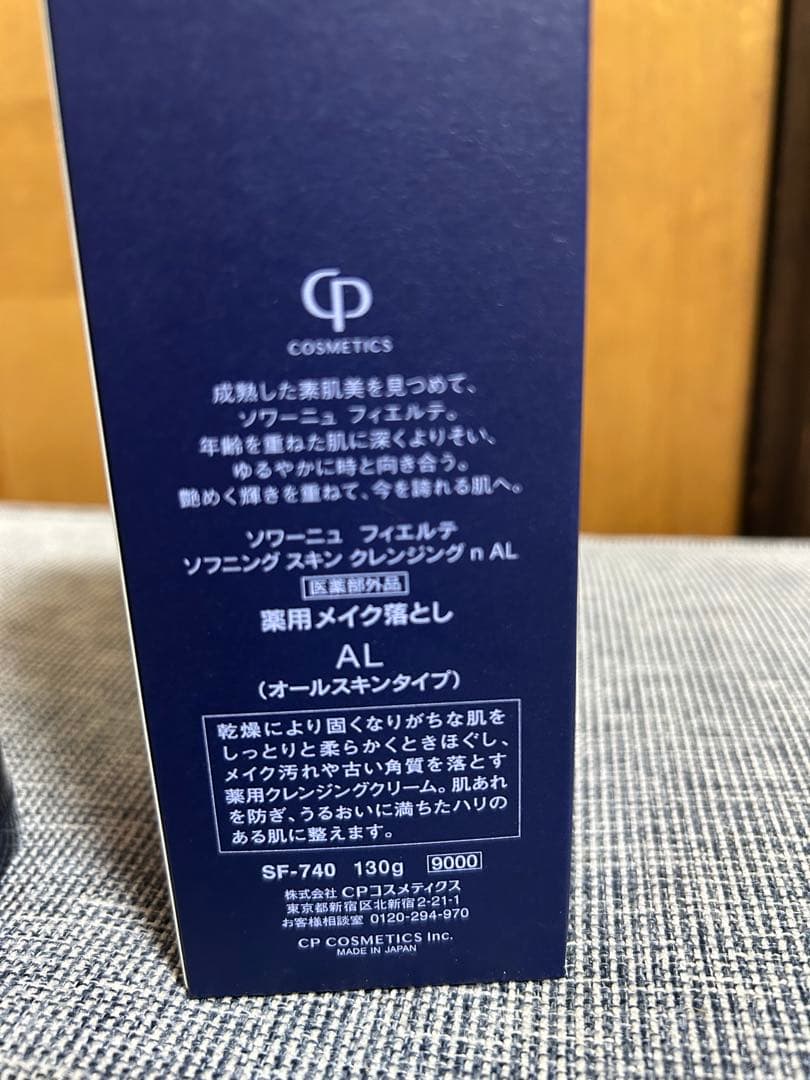 Cp
COSMETICS
成熟した素肌美を見つめて、
ソワーニュ フィエルテ。
年齢を重ねた肌に深くよりそい、
ゆるやかに時と向き合う。
艶めく輝きを重ねて、今を誇れる肌へ。
ソワーニュ フィエルテ
ソフニング スキン クレンジング n AL
医薬部外品
薬用メイク落とし
AL
（オールスキンタイプ）
乾燥により固くなりがちな肌を
しっとりと柔らかくときほぐし、
メイク汚れや古い角質を落とす
薬用クレンジングクリーム。肌あれ
を防ぎ、うるおいに満ちたハリの
ある肌に整えます。
SF-740 130g 9000
株式会社 CPコスメティクス
東京都新宿区北新宿2-21-1
お客様相談室 0120-294-970
CP COSMETICS Inc.
MADE IN JAPAN